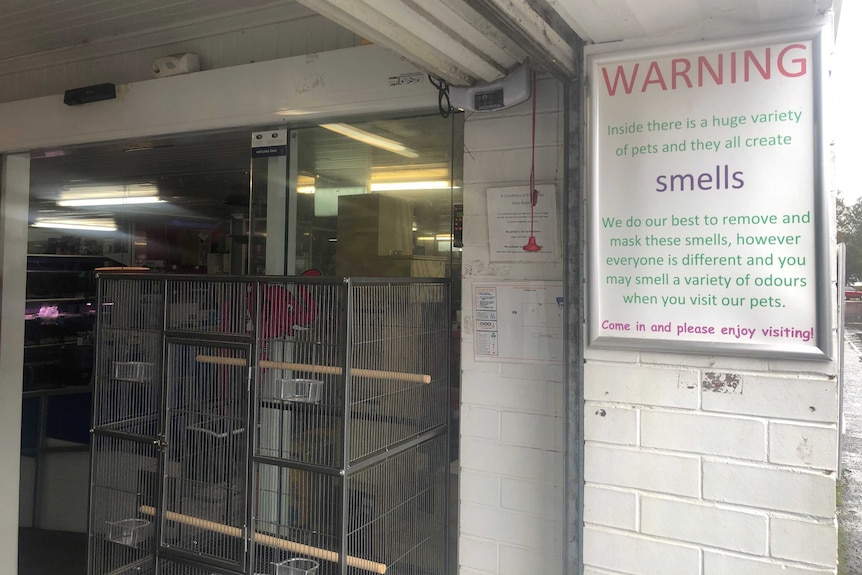 WARNING
Inside there is a huge variety
of pets and they all create
smells
We do our best to remove and
mask these smells, however
everyone is different and you
may smell a variety of odours
when you visit our pets.
Come in and please enjoy visiting!